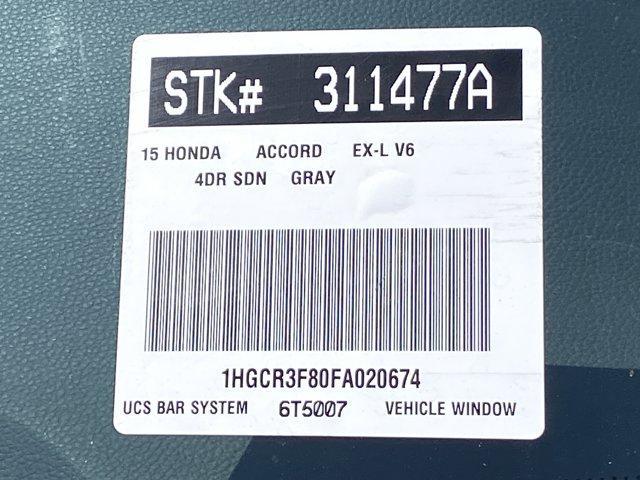 STK# 311477A
15 HONDA ACCORD EX-L V6
4DR SDN GRAY
1HGCR3F80FA020674
UCS BAR SYSTEM 6T5007 VEHICLE WINDOW